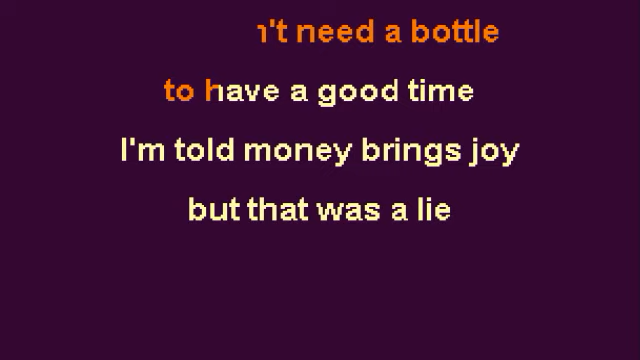 n't need a bottle
to have a good time
I'm told money brings joy
but that was a lie